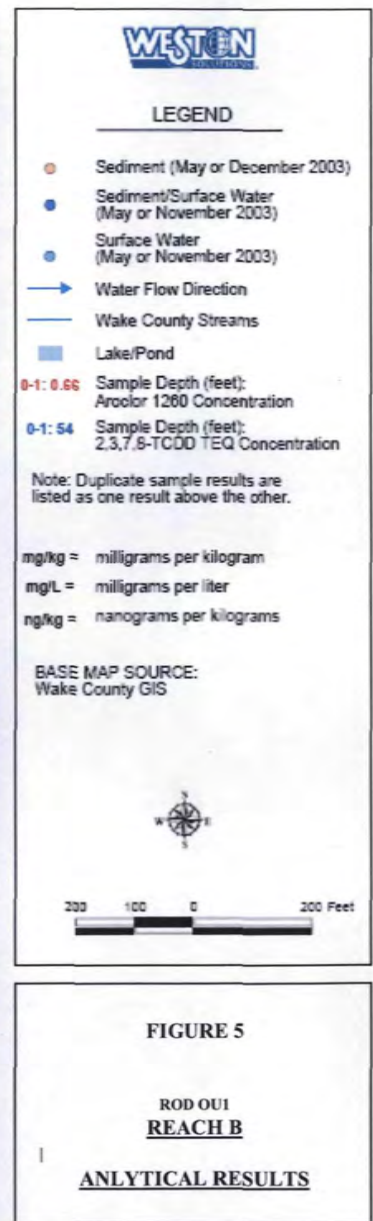 WESTON
SOLUTIONS
LEGEND
Sediment (May or December 2003)
Sediment/Surface Water
(May or November 2003)
Surface Water
(May or November 2003)
Water Flow Direction
Wake County Streams
Lake/Pond
0-1: 0.66 Sample Depth (feet):
Aroclor 1260 Concentration
0-1: 54 Sample Depth (feet):
2,3,7,8-TCDD TEQ Concentration
Note: Duplicate sample results are
listed as one result above the other.
mg/kg = milligrams per kilogram
mg/L = milligrams per liter
ng/kg = nanograms per kilograms
BASE MAP SOURCE:
Wake County GIS
N
W E
S
200 100 0 200 Feet
FIGURE 5
ROD OU1
REACH B
ANLYTICAL RESULTS